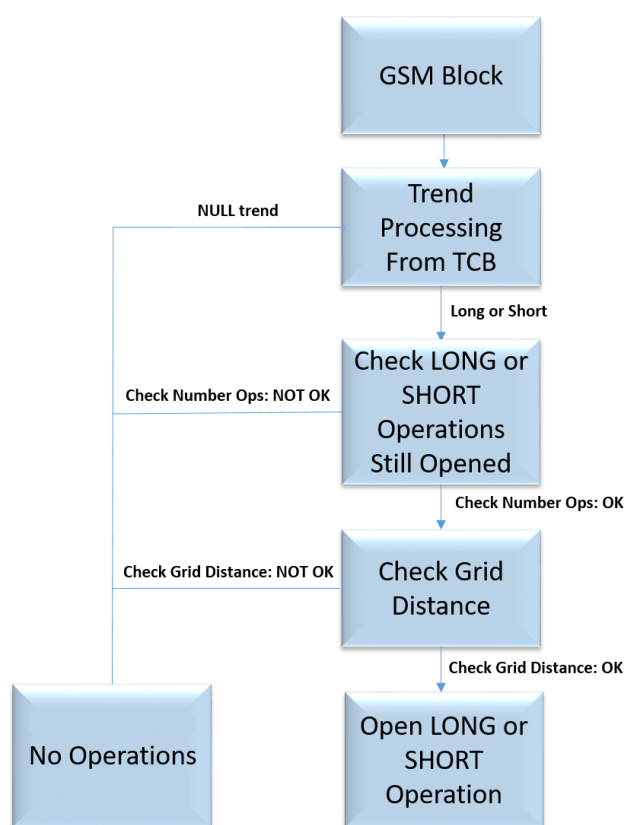 GSM Block
Trend
Processing
From TCB
NULL trend
Long or Short
Check LONG or
SHORT
Operations
Still Opened
Check Number Ops: NOT OK
Check Number Ops: OK
Check Grid
Distance
Check Grid Distance: NOT OK
Check Grid Distance: OK
No Operations
Open LONG or
SHORT
Operation